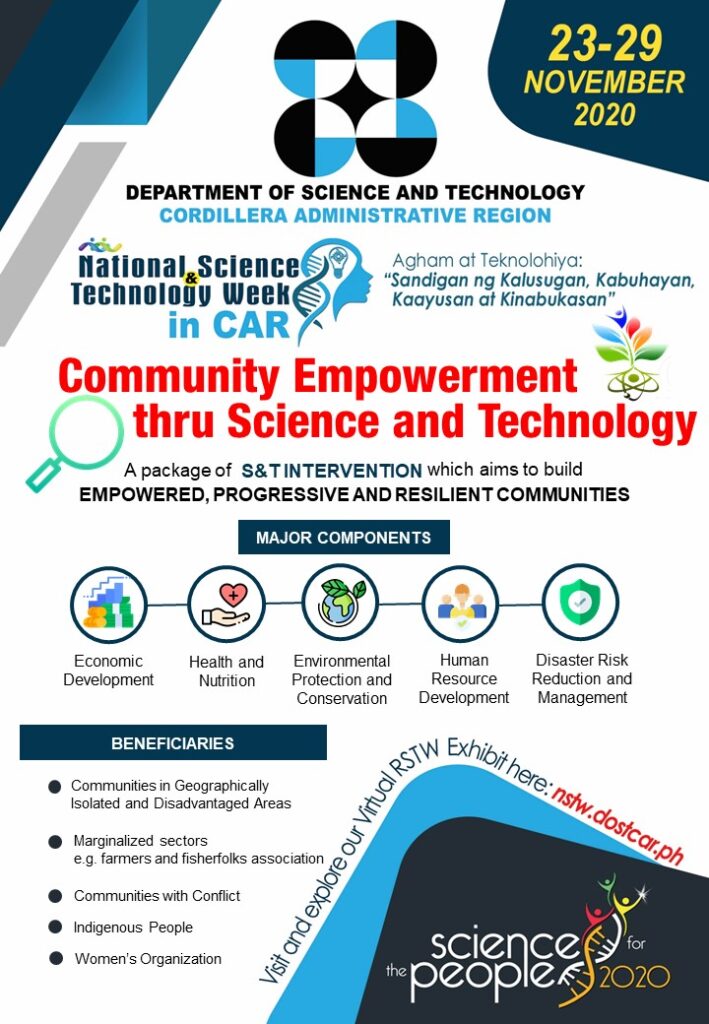 23-29
NOVEMBER
2020
DEPARTMENT OF SCIENCE AND TECHNOLOGY
CORDILLERA ADMINISTRATIVE REGION
National Science
&
Technology Week
in CAR
Agham at Teknolohiya:
“Sandigan ng Kalusugan, Kabuhayan,
Kaayusan at Kinabukasan”
Community Empowerment
thru Science and Technology
A package of S&T INTERVENTION which aims to build
EMPOWERED, PROGRESSIVE AND RESILIENT COMMUNITIES
MAJOR COMPONENTS
Economic
Development
Health and
Nutrition
Environmental
Protection and
Conservation
Human
Resource
Development
Disaster Risk
Reduction and
Management
BENEFICIARIES
Communities in Geographically
Isolated and Disadvantaged Areas
Marginalized sectors
e.g. farmers and fisherfolks association
Communities with Conflict
Indigenous People
Women's Organization
Visit and explore our Virtual RSTW Exhibit here: nstw.dostcar.ph
science for
the people 2020